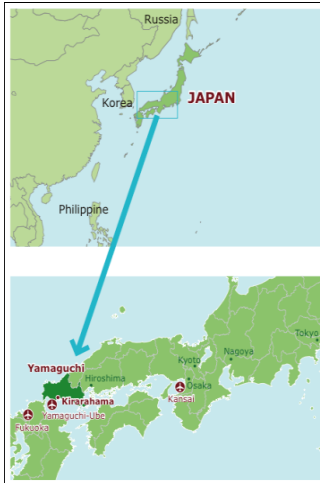 Russia
Korea
JAPAN
Philippine
Tokyo
Nagoya
Kyoto
Yamaguchi
Hiroshima
Osaka
Kansai
Kirarahama
Yamaguchi-Ube
Fukuoka